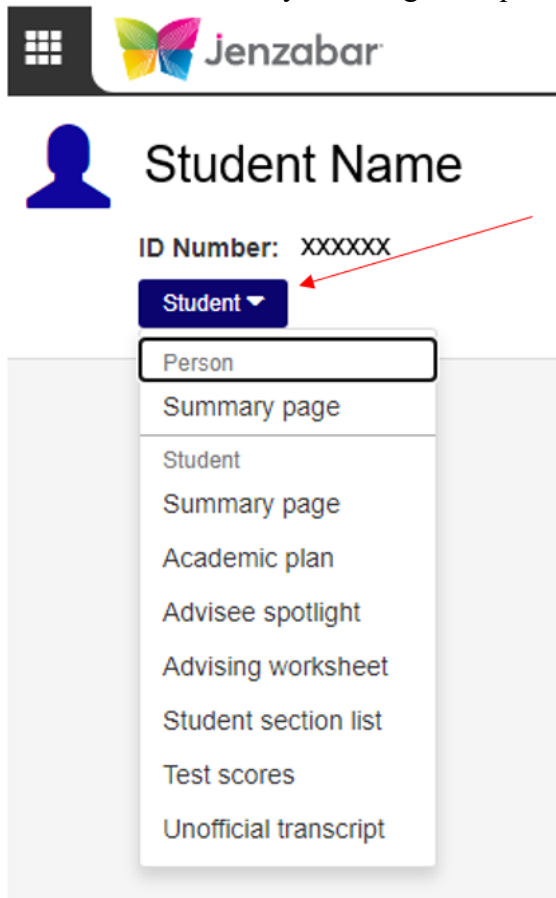 jenzabar
Student Name
ID Number: XXXXXX
Student
Person
Summary page
Student
Summary page
Academic plan
Advisee spotlight
Advising worksheet
Student section list
Test scores
Unofficial transcript